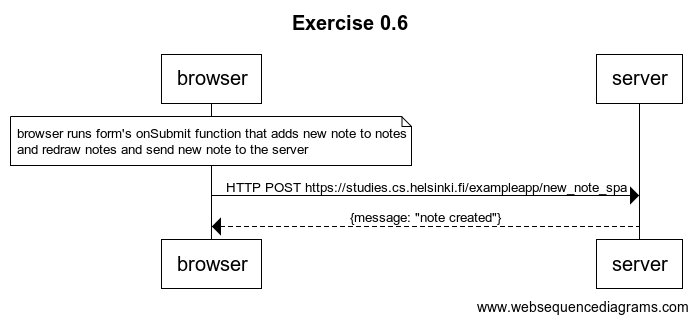 Exercise 0.6
browser
server
browser runs form's onSubmit function that adds new note to notes
and redraw notes and send new note to the server
HTTP POST https://studies.cs.helsinki.fi/exampleapp/new_note_spa
{message: "note created"}
browser
server
www.websequencediagrams.com